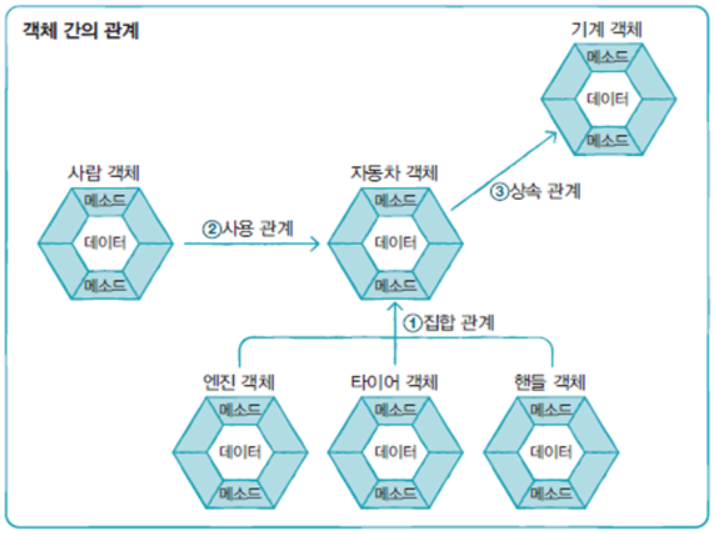 객체 간의 관계
기계 객체
메소드
데이터
메소드
사람 객체
메소드
데이터
메소드
②사용 관계
자동차 객체
메소드
데이터
메소드
③상속 관계
①집합 관계
엔진 객체
메소드
데이터
메소드
타이어 객체
메소드
데이터
메소드
핸들 객체
메소드
데이터
메소드